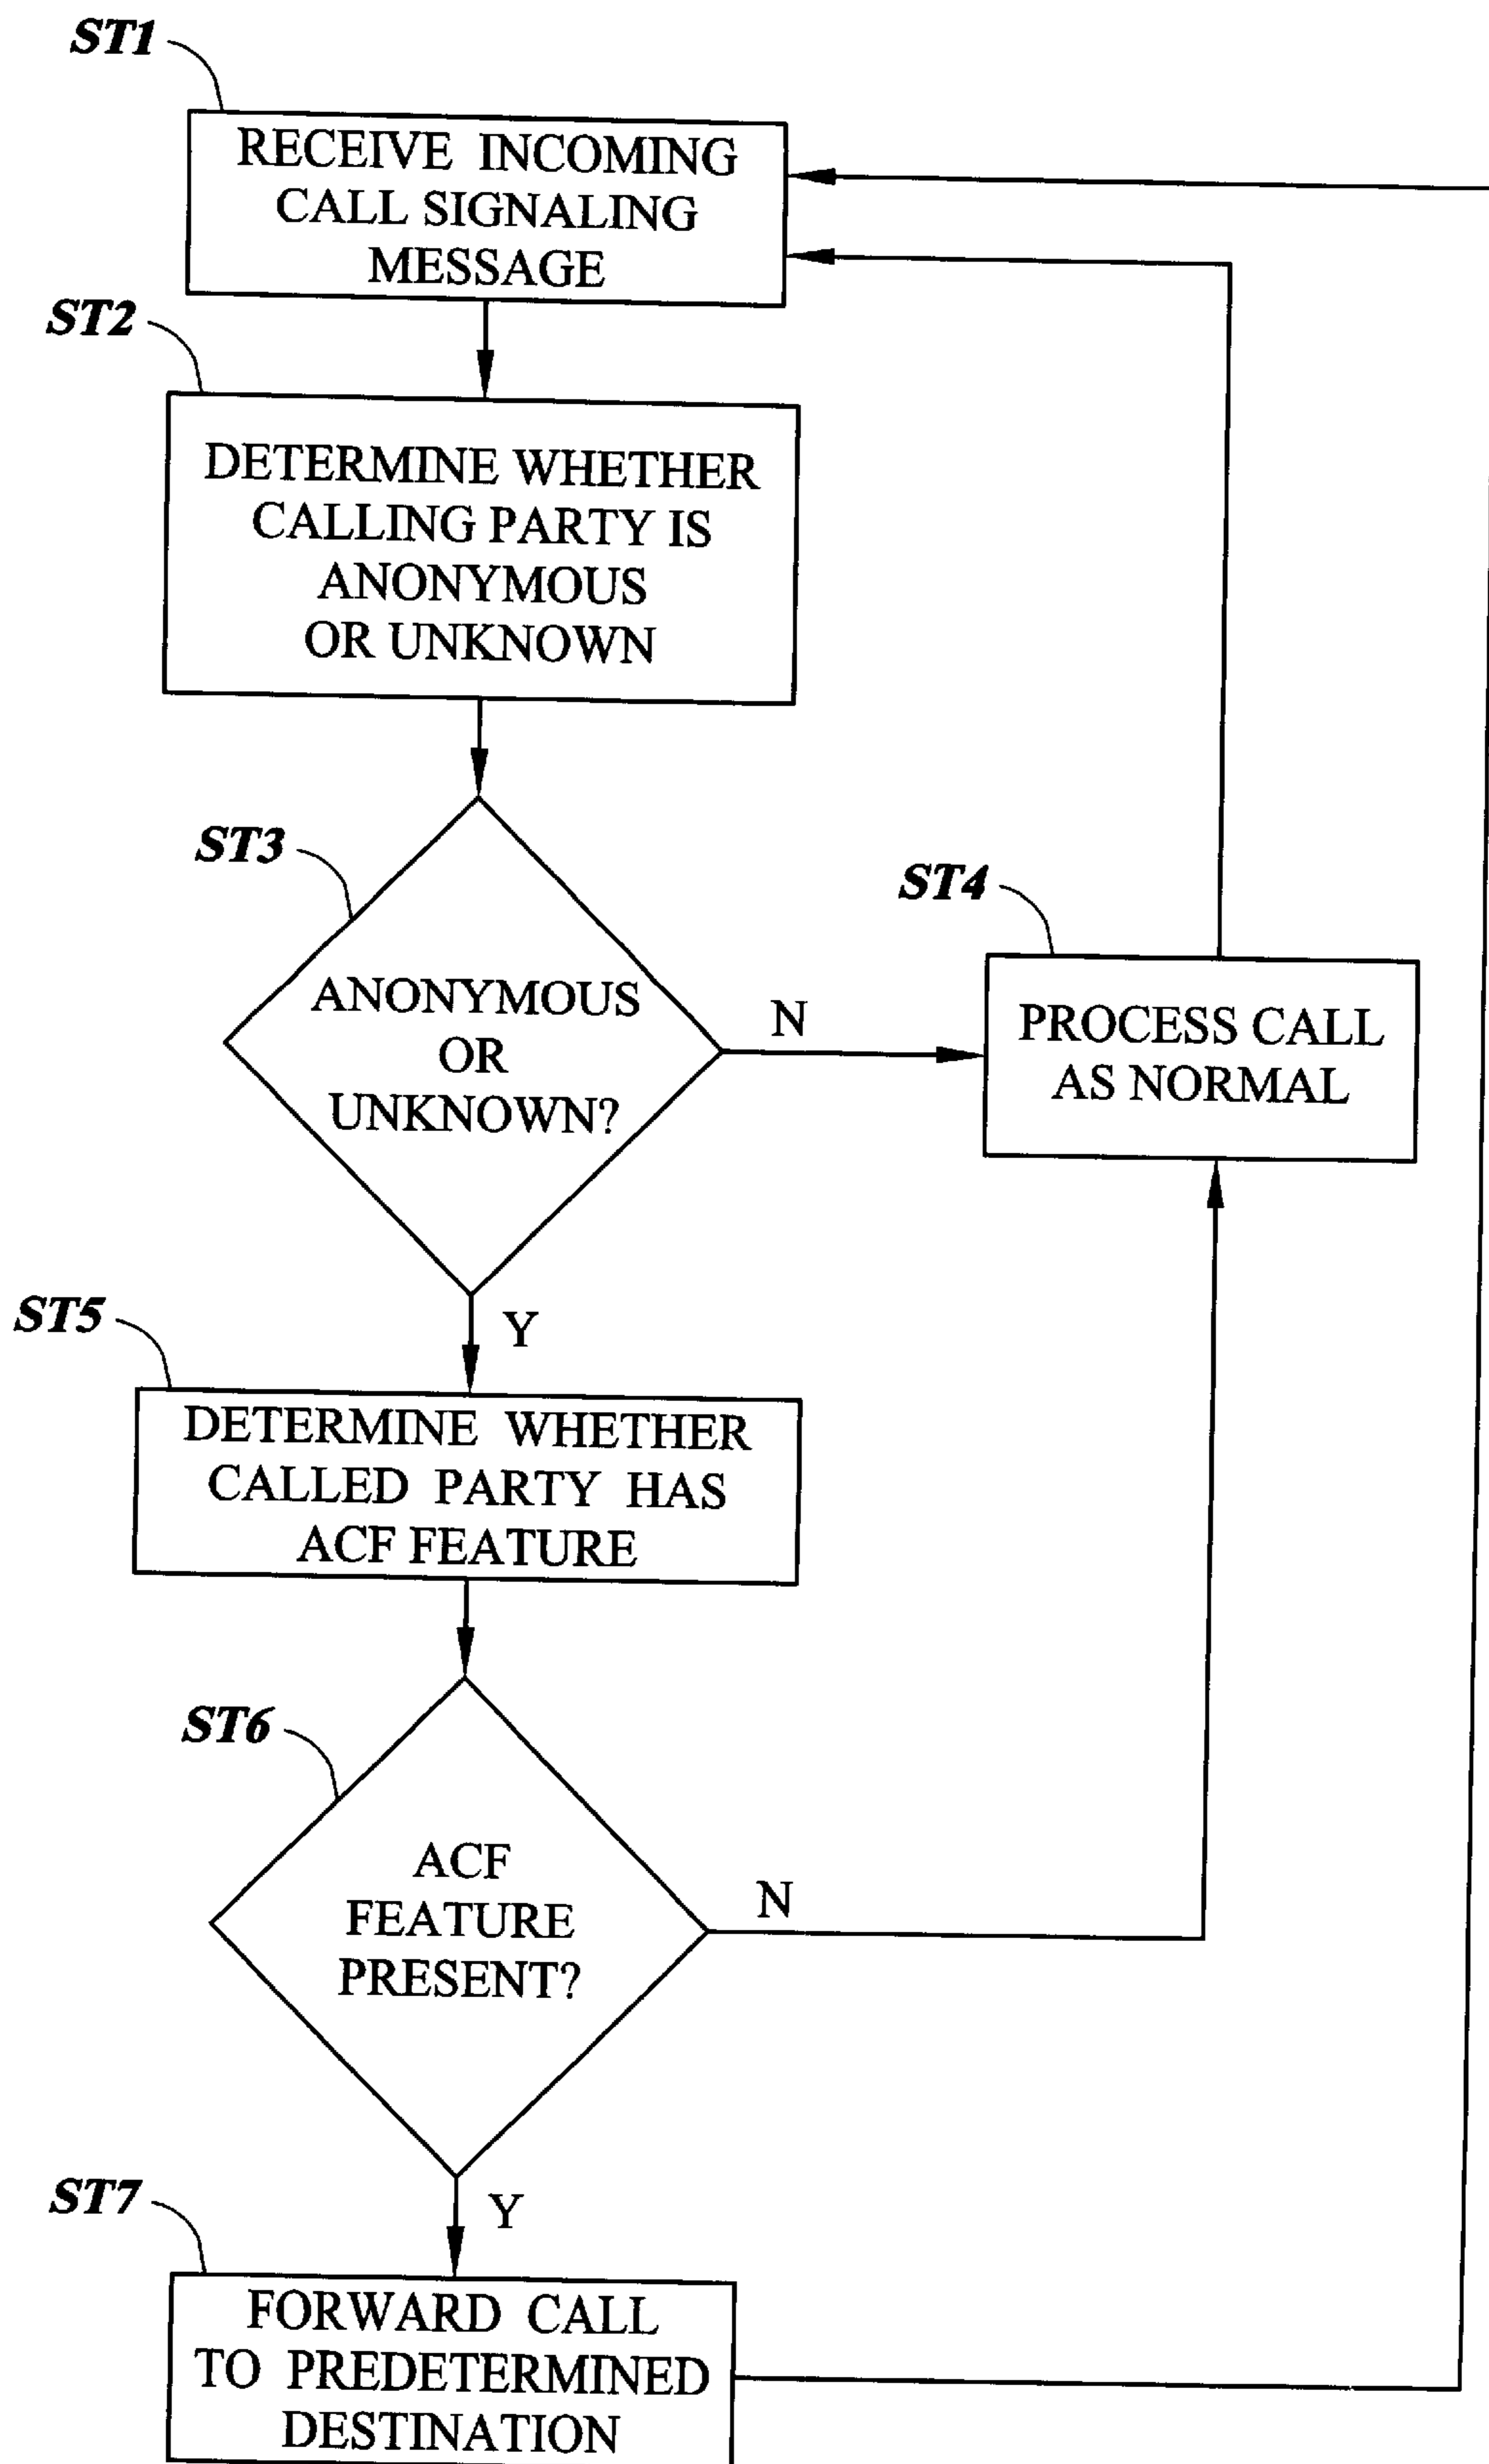 ST1
RECEIVE INCOMING
CALL SIGNALING
MESSAGE
ST2
DETERMINE WHETHER
CALLING PARTY IS
ANONYMOUS
OR UNKNOWN
ST3
ANONYMOUS
OR
UNKNOWN?
N
ST4
PROCESS CALL
AS NORMAL
Y
ST5
DETERMINE WHETHER
CALLED PARTY HAS
ACF FEATURE
ST6
ACF
FEATURE
PRESENT?
N
Y
ST7
FORWARD CALL
TO PREDETERMINED
DESTINATION